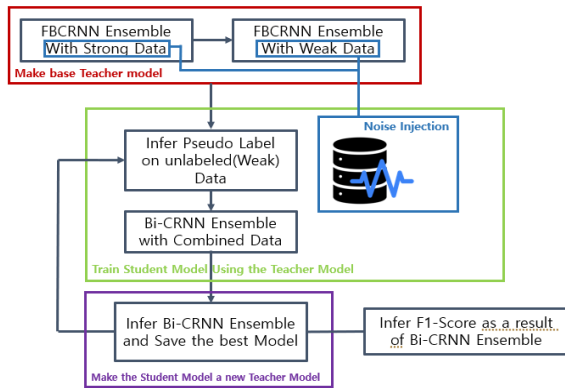 FBCRNN Ensemble
With Strong Data
FBCRNN Ensemble
With Weak Data
Make base Teacher model
Noise Injection
Infer Pseudo Label
on unlabeled(Weak)
Data
Bi-CRNN Ensemble
with Combined Data
Train Student Model Using the Teacher Model
Infer Bi-CRNN Ensemble
and Save the best Model
Infer F1-Score as a result
of Bi-CRNN Ensemble
Make the Student Model a new Teacher Model